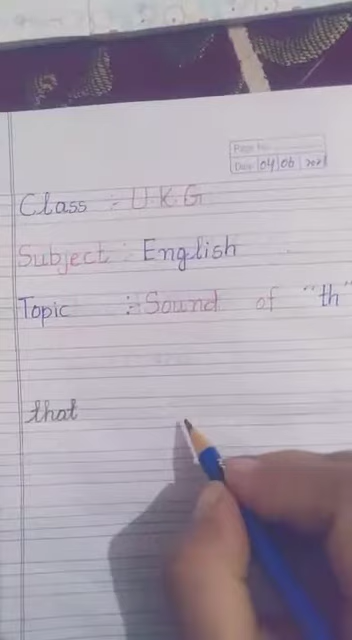 Page No.
Date 04 06 2021
Class :- U.K.G
Subject : English
Topic :- Sound of "th"
that